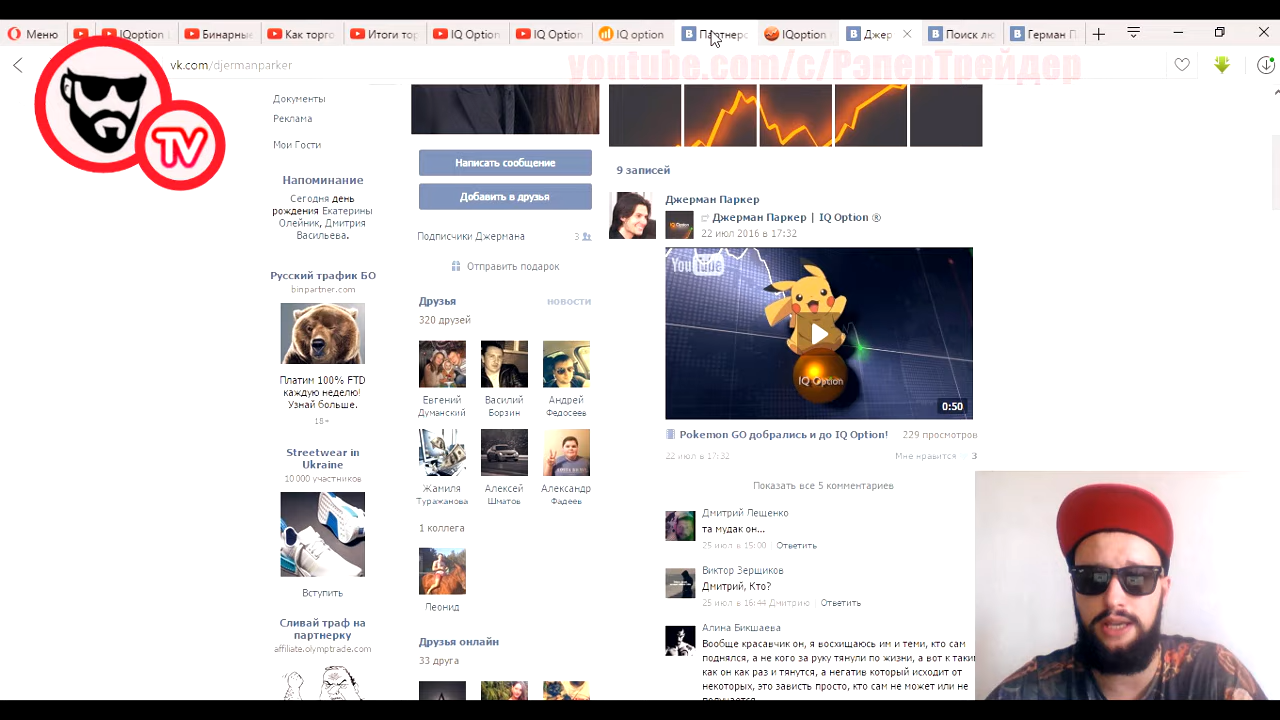 Меню
IQoption
Бинарны
Как торго
Итоги тор
IQ Option
IQ Option
IQ option
Партнерс
IQoption
Джер
Поиск лю
Герман П
vk.com/djermanparker
youtube.com/c/РэперТрейдер
TV
Документы
Реклама
Мои Гости
Напоминание
Сегодня день
рождения Екатерины
Олейник, Дмитрия
Васильева.
Русский трафик БО
binpartner.com
Платим 100% FTD
каждую неделю!
Узнай больше.
18+
Streetwear in
Ukraine
10 000 участников
Вступить
Сливай траф на
партнерку
affiliate.olymptrade.com
Написать сообщение
Добавить в друзья
Подписчики Джермана 3
Отправить подарок
Друзья новости
320 друзей
Евгений
Думанский
Василий
Борзин
Андрей
Федосеев
Жамиля
Туражанова
Алексей
Шматов
Александр
Фадеев
1 коллега
Леонид
Друзья онлайн
33 друга
9 записей
Джерман Паркер
Джерман Паркер | IQ Option ®
22 июл 2016 в 17:32
YouTube
IQ Option
0:50
Pokemon GO добрались и до IQ Option! 229 просмотров
22 июл в 17:32 Мне нравится 3
Показать все 5 комментариев
Дмитрий Лещенко
та мудак он...
25 июл в 15:00 | Ответить
Виктор Зерщиков
Дмитрий, Кто?
25 июл в 16:44 Дмитрию | Ответить
Алина Бикшаева
Вообще красавчик он, я восхищаюсь им и теми, кто сам
поднялся, а не кого за руку тянули по жизни, а вот к таким
как он как раз и тянутся, а негатив который исходит от
некоторых, это зависть просто, кто сам не может или не